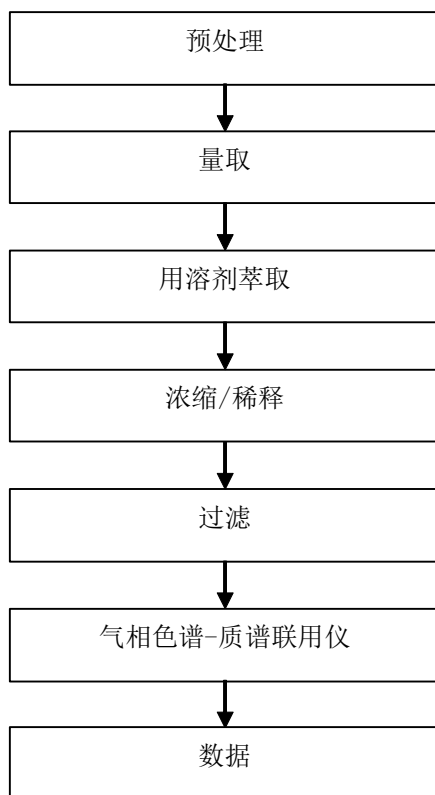 预处理
量取
用溶剂萃取
浓缩/稀释
过滤
气相色谱-质谱联用仪
数据